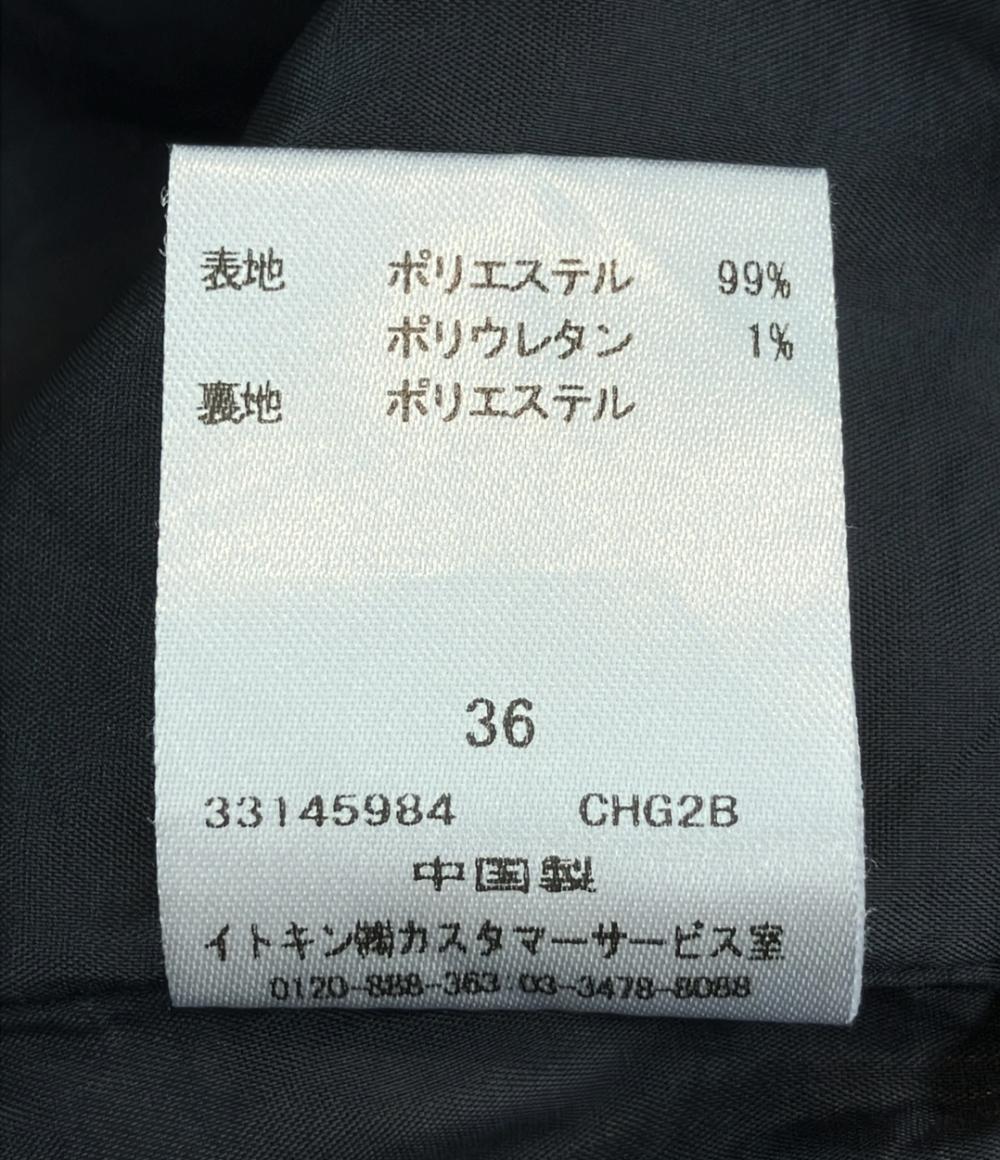 表地 ポリエステル 99%
ポリウレタン 1%
裏地 ポリエステル
36
33145984 CHG2B
中国製
イトキン㈱カスタマーサービス室
0120-888-363 03-3478-8088